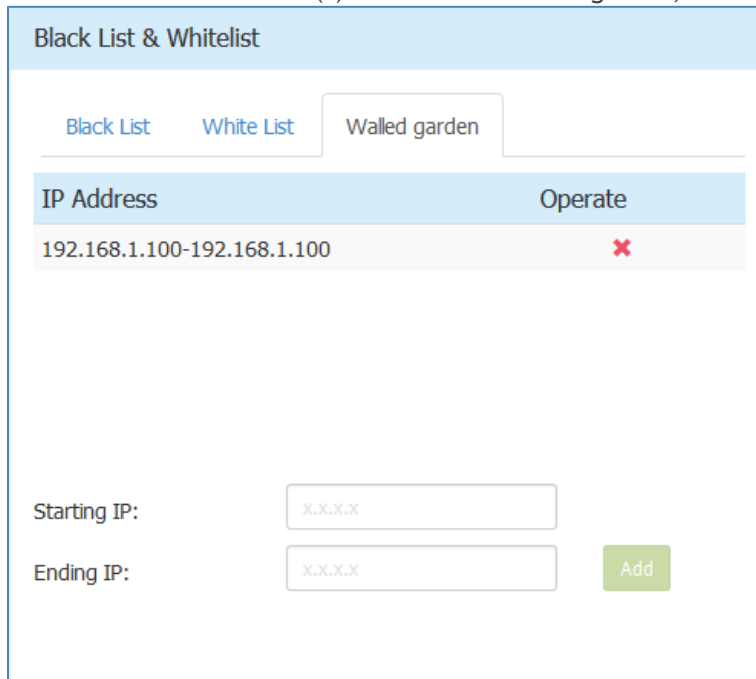 Black List & Whitelist
Black List White List Walled garden
IP Address Operate
192.168.1.100-192.168.1.100
Starting IP: x.x.x.x
Ending IP: x.x.x.x Add